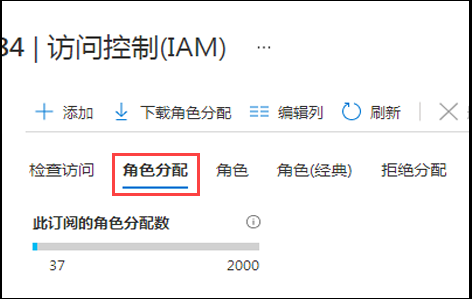 34 | 访问控制(IAM) ...
添加 下载角色分配 编辑列 刷新
检查访问 角色分配 角色 角色(经典) 拒绝分配
此订阅的角色分配数
37 2000